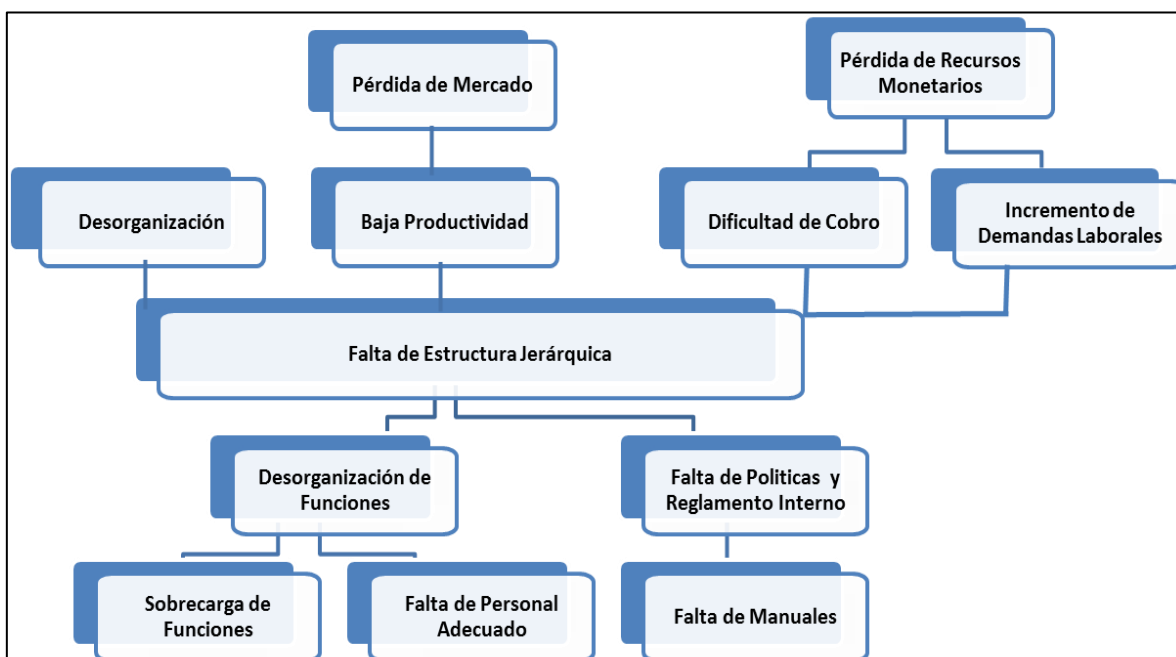 Pérdida de Mercado
Pérdida de Recursos
Monetarios
Desorganización
Baja Productividad
Dificultad de Cobro
Incremento de
Demandas Laborales
Falta de Estructura Jerárquica
Desorganización de
Funciones
Falta de Politicas y
Reglamento Interno
Sobrecarga de
Funciones
Falta de Personal
Adecuado
Falta de Manuales